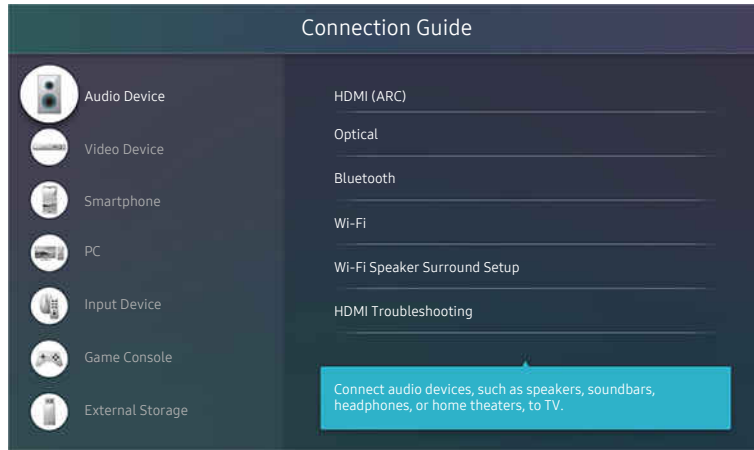 Connection Guide
Audio Device
Video Device
Smartphone
PC
Input Device
Game Console
External Storage
HDMI (ARC)
Optical
Bluetooth
Wi-Fi
Wi-Fi Speaker Surround Setup
HDMI Troubleshooting
Connect audio devices, such as speakers, soundbars,
headphones, or home theaters, to TV.